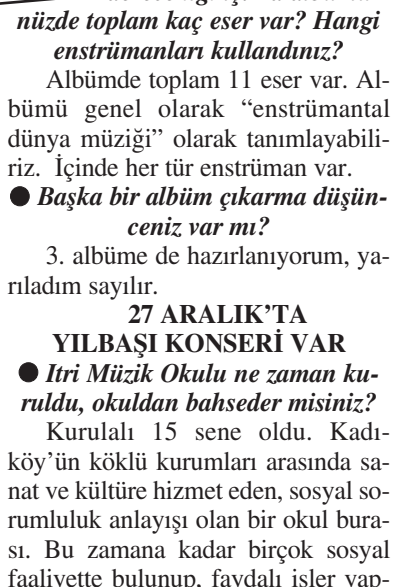 nüzde toplam kaç eser var? Hangi
enstrümanları kullandınız?
Albümde toplam 11 eser var. Al-
bümü genel olarak “enstrümantal
dünya müziği” olarak tanımlayabili-
riz. İçinde her tür enstrüman var.
● Başka bir albüm çıkarma düşün-
ceniz var mı?
3. albüme de hazırlanıyorum, ya-
rıladım sayılır.
27 ARALIK’TA
YILBAŞI KONSERİ VAR
● Itri Müzik Okulu ne zaman ku-
ruldu, okuldan bahseder misiniz?
Kurulalı 15 sene oldu. Kadı-
köy’ün köklü kurumları arasında sa-
nat ve kültüre hizmet eden, sosyal so-
rumluluk anlayışı olan bir okul bura-
sı. Bu zamana kadar birçok sosyal
faaliyette bulunup, faydalı işler yap-